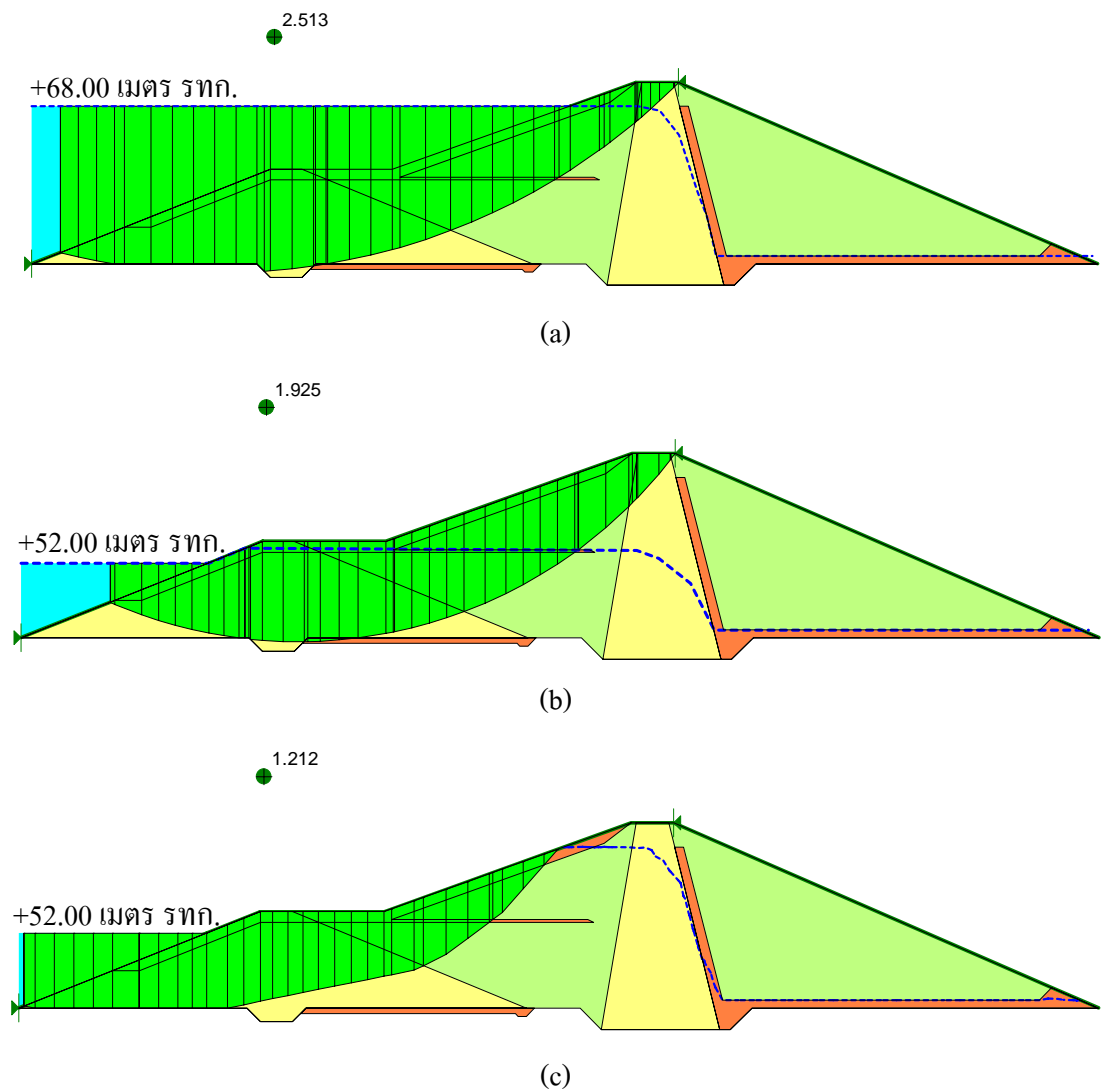 2.513
+68.00 เมตร รทก.
(a)
1.925
+52.00 เมตร รทก.
(b)
1.212
+52.00 เมตร รทก.
(c)